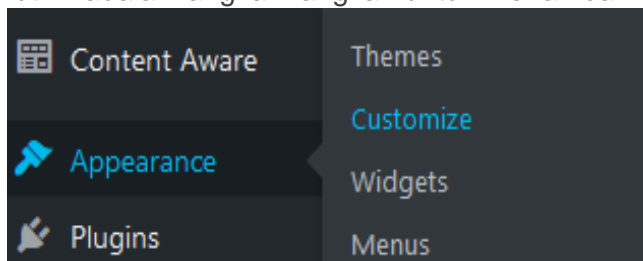 Content Aware
Appearance
Plugins
Themes
Customize
Widgets
Menus